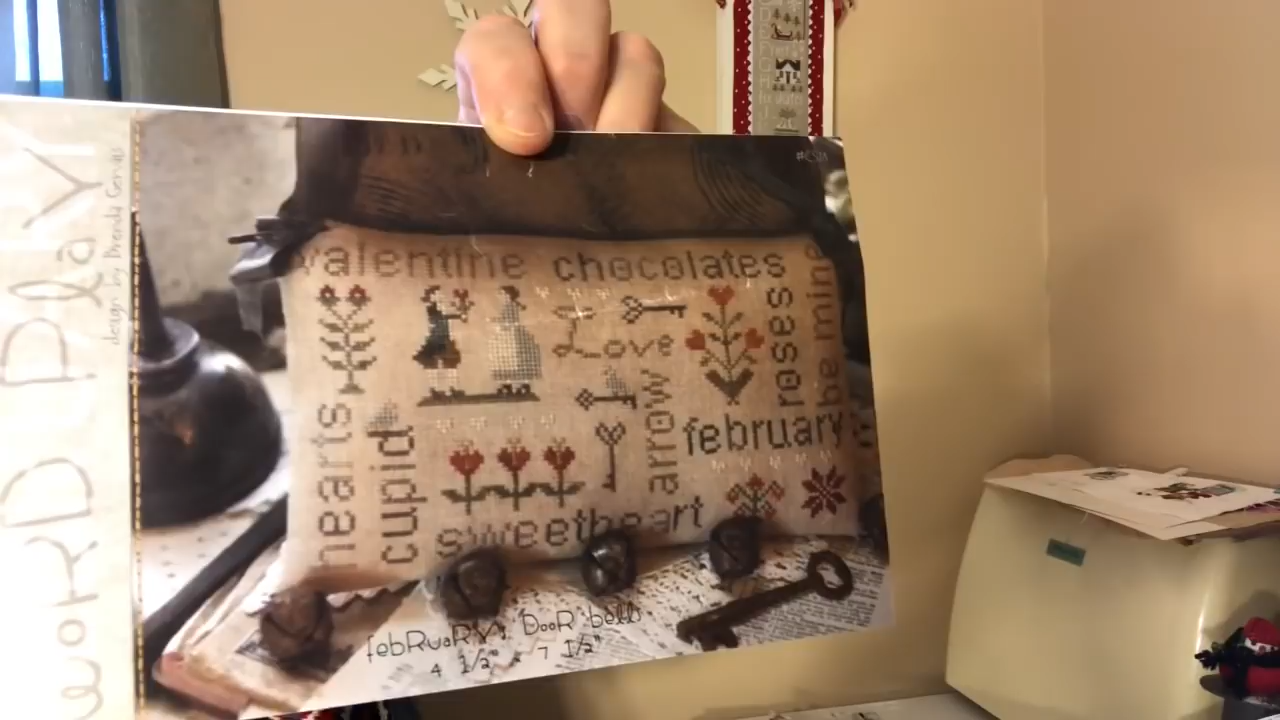 WORD PlaY
design by Brenda Gervais
valentine chocolates
be mine
roses
Love
arrow
february
hearts
cupid
sweetheart
febRuaRy DooR bells
4 1/2" x 7 1/2"